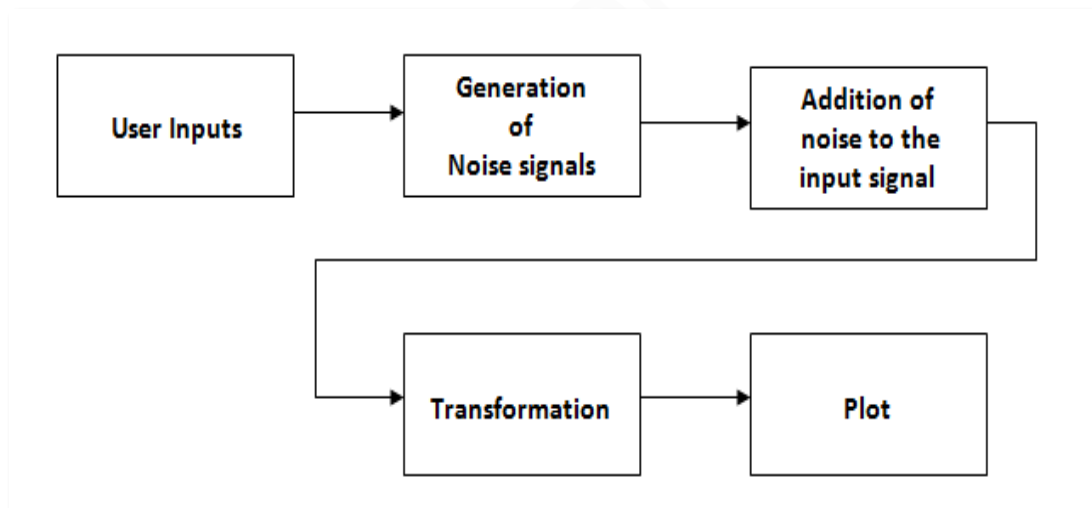 User Inputs
Generation
of
Noise signals
Addition of
noise to the
input signal
Transformation
Plot